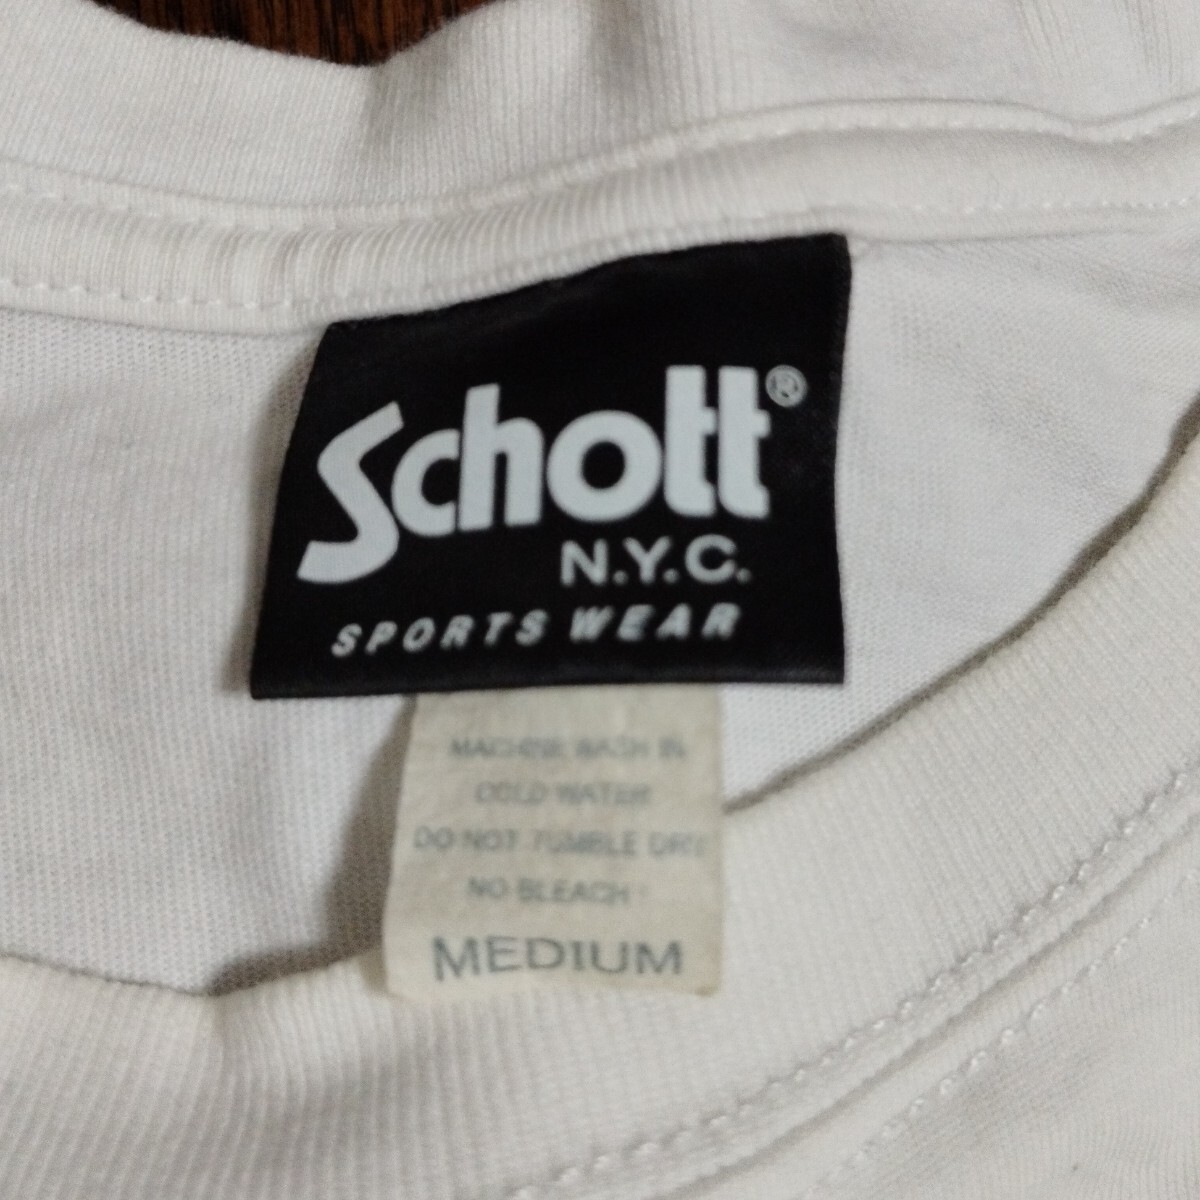 Schott®
N.Y.C.
SPORTS WEAR
MACHINE WASH IN
COLD WATER
DO NOT TUMBLE DRY
NO BLEACH
MEDIUM